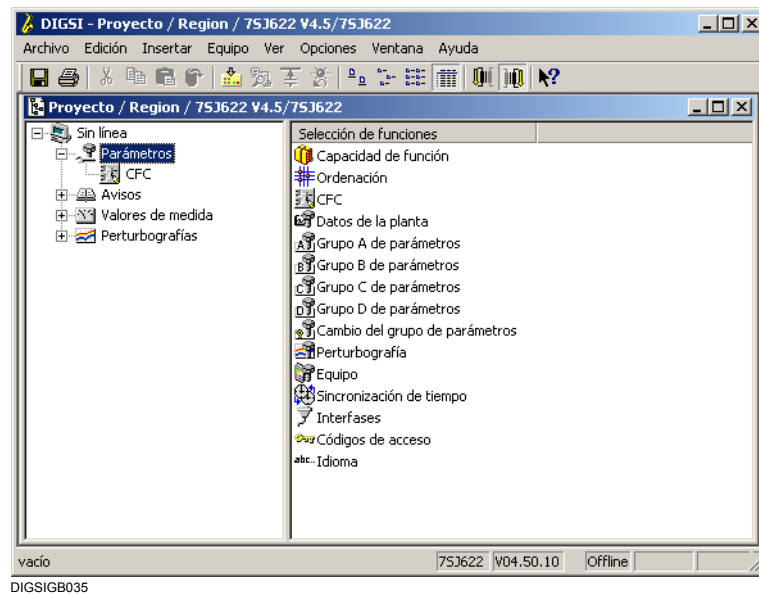 DIGSI - Proyecto / Region / 7SJ622 V4.5/7SJ622
Archivo Edición Insertar Equipo Ver Opciones Ventana Ayuda
Proyecto / Region / 7SJ622 V4.5/7SJ622
Sin línea
Parámetros
CFC
Avisos
Valores de medida
Perturbografías
Selección de funciones
Capacidad de función
Ordenación
CFC
Datos de la planta
Grupo A de parámetros
Grupo B de parámetros
Grupo C de parámetros
Grupo D de parámetros
Cambio del grupo de parámetros
Perturbografía
Equipo
Sincronización de tiempo
Interfases
Códigos de acceso
abc.. Idioma
vacío 7SJ622 V04.50.10 Offline
DIGSIGB035